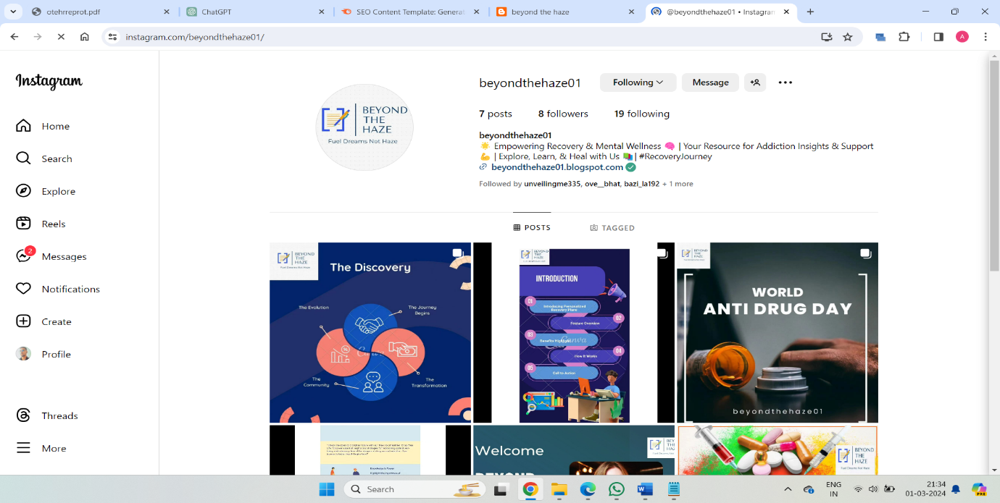 otehrreprot.pdf
ChatGPT
SEO Content Template: Generat
beyond the haze
@beyondthehaze01 • Instagram
instagram.com/beyondthehaze01/
A
Instagram
Home
Search
Explore
Reels
2
Messages
Notifications
Create
Profile
Threads
More
BEYOND
THE
HAZE
Fuel Dreams Not Haze
beyondthehaze01
Following
Message
7 posts
8 followers
19 following
beyondthehaze01
🌟 Empowering Recovery & Mental Wellness 🧠 | Your Resource for Addiction Insights & Support
💪 | Explore, Learn, & Heal with Us 📚 | #RecoveryJourney
beyondthehaze01.blogspot.com
Followed by unveilingme335, ove__bhat, bazi_la192 + 1 more
POSTS
TAGGED
BEYOND
THE
HAZE
The Discovery
The Evolution
The Journey
Begins
The
Community
The
Transformation
BEYOND
THE
HAZE
INTRODUCTION
01
Introducing Personalized
Recovery Plans
02
Feature Overview
03
Benefits Highlight
Canva
04
How It Works
05
Call to Action
BEYOND
THE
HAZE
WORLD
ANTI DRUG DAY
beyondthehaze01
Welcome
BEYOND
THE
HAZE
Fuel Dreams Not Haze
Search
ENG
IN
21:34
01-03-2024